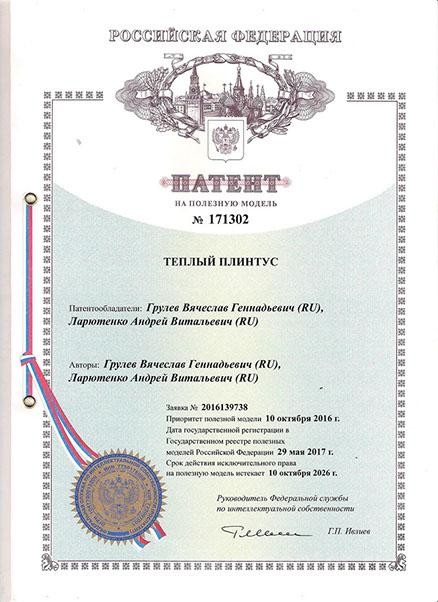 РОССИЙСКАЯ ФЕДЕРАЦИЯ
ПАТЕНТ
НА ПОЛЕЗНУЮ МОДЕЛЬ
№ 171302
ТЕПЛЫЙ ПЛИНТУС
Патентообладатели: Грулев Вячеслав Геннадьевич (RU),
Ларютенко Андрей Витальевич (RU)
Авторы: Грулев Вячеслав Геннадьевич (RU),
Ларютенко Андрей Витальевич (RU)
Заявка № 2016139738
Приоритет полезной модели 10 октября 2016 г.
Дата государственной регистрации в
Государственном реестре полезных
моделей Российской Федерации 29 мая 2017 г.
Срок действия исключительного права
на полезную модель истекает 10 октября 2026 г.
Руководитель Федеральной службы
по интеллектуальной собственности
Г.П. Ивлиев